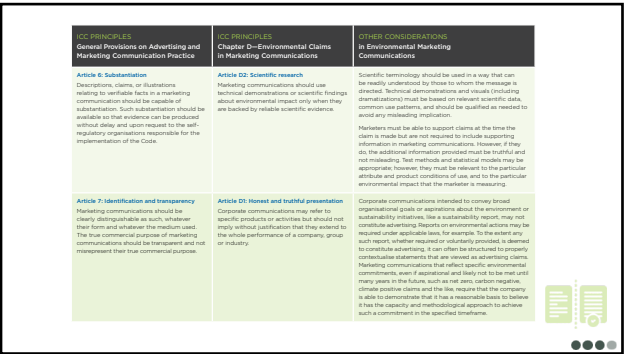 ICC PRINCIPLES
General Provisions on Advertising and
Marketing Communication Practice
ICC PRINCIPLES
Chapter D—Environmental Claims
in Marketing Communications
OTHER CONSIDERATIONS
in Environmental Marketing
Communications
Article 6: Substantiation
Descriptions, claims, or illustrations
relating to verifiable facts in a marketing
communication should be capable of
substantiation. Such substantiation should be
available so that evidence can be produced
without delay and upon request to the self-
regulatory organisations responsible for the
implementation of the Code.
Article D2: Scientific research
Marketing communications should use
technical demonstrations or scientific findings
about environmental impact only when they
are backed by reliable scientific evidence.
Scientific terminology should be used in a way that can
be readily understood by those to whom the message is
directed. Technical demonstrations and visuals (including
dramatizations) must be based on relevant scientific data,
common use patterns, and should be qualified as needed to
avoid any misleading implication.
Marketers must be able to support claims at the time the
claim is made but are not required to include supporting
information in marketing communications. However, if they
do, the additional information provided must be truthful and
not misleading. Test methods and statistical models may be
appropriate; however, they must be relevant to the particular
attribute and product conditions of use, and to the particular
environmental impact that the marketer is measuring.
Article 7: Identification and transparency
Marketing communications should be
clearly distinguishable as such, whatever
their form and whatever the medium used.
The true commercial purpose of marketing
communications should be transparent and not
misrepresent their true commercial purpose.
Article D1: Honest and truthful presentation
Corporate communications may refer to
specific products or activities but should not
imply without justification that they extend to
the whole performance of a company, group
or industry.
Corporate communications intended to convey broad
organisational goals or aspirations about the environment or
sustainability initiatives, like a sustainability report, may not
constitute advertising. Reports on environmental actions may be
required under applicable laws, for example. To the extent any
such report, whether required or voluntarily provided, is deemed
to constitute advertising, it can often be structured to properly
contextualise statements that are viewed as advertising claims.
Marketing communications that reflect specific environmental
commitments, even if aspirational and likely not to be met until
many years in the future, such as net zero, carbon negative,
climate positive claims and the like, require that the company
is able to demonstrate that it has a reasonable basis to believe
it has the capacity and methodological approach to achieve
such a commitment in the specified timeframe.